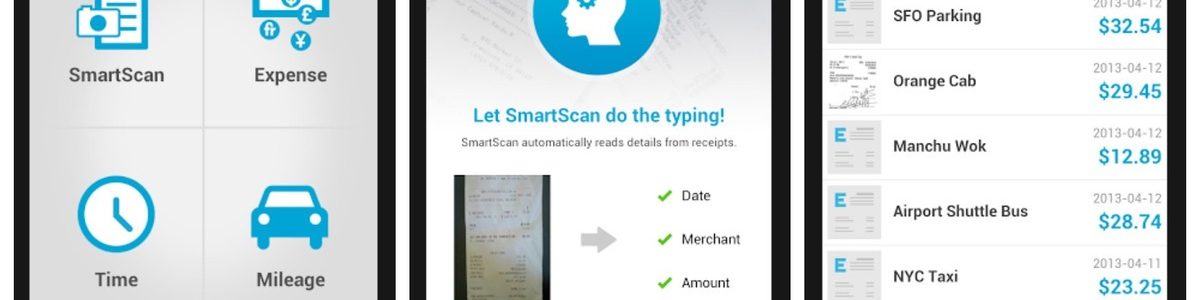 SmartScan
Expense
Time
Mileage
Let SmartScan do the typing!
SmartScan automatically reads details from receipts.
Date
Merchant
Amount
2013-04-12
SFO Parking
$32.54
2013-04-12
Orange Cab
$29.45
2013-04-12
Manchu Wok
$12.89
2013-04-12
Airport Shuttle Bus
$28.74
2013-04-11
NYC Taxi
$23.25